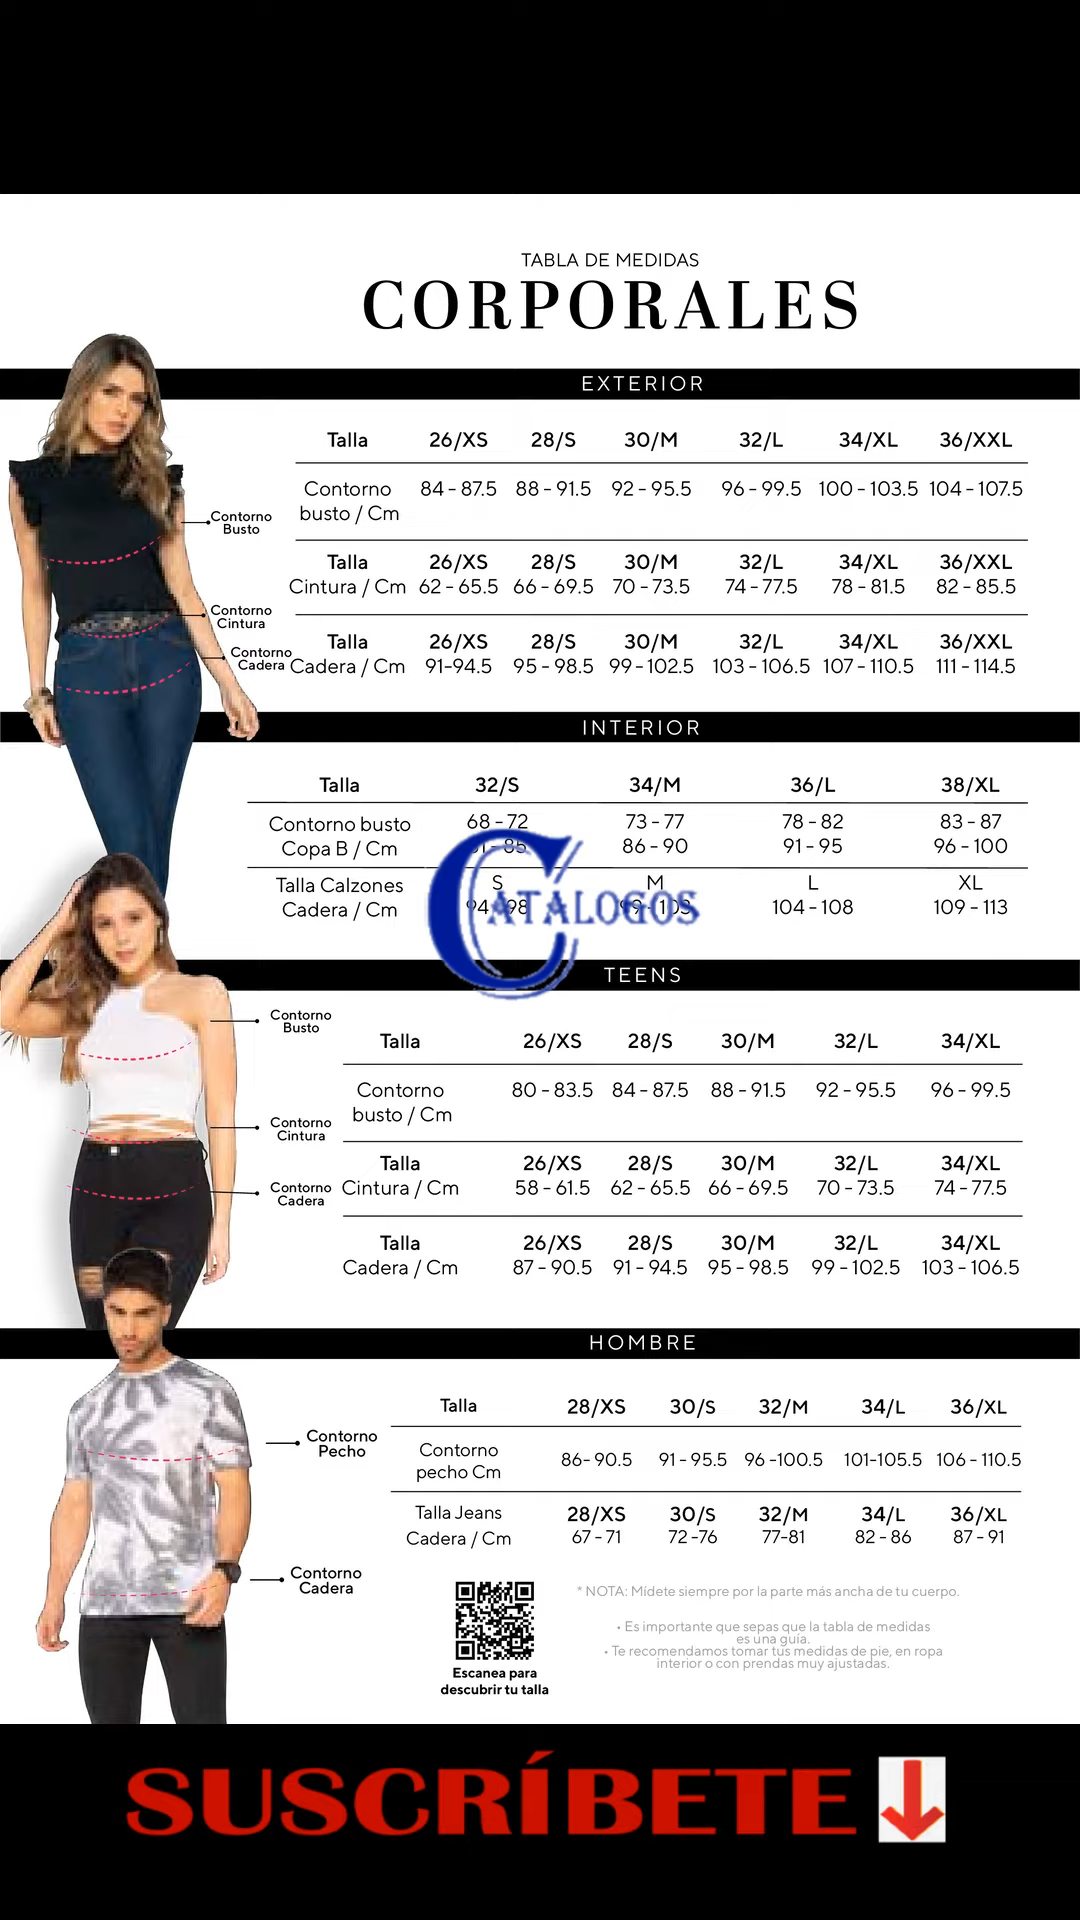 TABLA DE MEDIDAS
CORPORALES
EXTERIOR
Talla 26/XS 28/S 30/M 32/L 34/XL 36/XXL
Contorno busto / Cm 84 - 87.5 88 - 91.5 92 - 95.5 96 - 99.5 100 - 103.5 104 - 107.5
Talla 26/XS 28/S 30/M 32/L 34/XL 36/XXL
Cintura / Cm 62 - 65.5 66 - 69.5 70 - 73.5 74 - 77.5 78 - 81.5 82 - 85.5
Talla 26/XS 28/S 30/M 32/L 34/XL 36/XXL
Cadera / Cm 91-94.5 95 - 98.5 99 - 102.5 103 - 106.5 107 - 110.5 111 - 114.5
Contorno
Busto
Contorno
Cintura
Contorno
Cadera
INTERIOR
Talla 32/S 34/M 36/L 38/XL
Contorno busto 68 - 72 73 - 77 78 - 82 83 - 87
Copa B / Cm 86 - 90 91 - 95 96 - 100
Talla Calzones S M L XL
Cadera / Cm 104 - 108 109 - 113
CATÁLOGOS
TEENS
Contorno
Busto
Contorno
Cintura
Contorno
Cadera
Talla 26/XS 28/S 30/M 32/L 34/XL
Contorno busto / Cm 80 - 83.5 84 - 87.5 88 - 91.5 92 - 95.5 96 - 99.5
Talla 26/XS 28/S 30/M 32/L 34/XL
Cintura / Cm 58 - 61.5 62 - 65.5 66 - 69.5 70 - 73.5 74 - 77.5
Talla 26/XS 28/S 30/M 32/L 34/XL
Cadera / Cm 87 - 90.5 91 - 94.5 95 - 98.5 99 - 102.5 103 - 106.5
HOMBRE
Contorno
Pecho
Contorno
Cadera
Talla 28/XS 30/S 32/M 34/L 36/XL
Contorno pecho Cm 86- 90.5 91 - 95.5 96 -100.5 101-105.5 106 - 110.5
Talla Jeans 28/XS 30/S 32/M 34/L 36/XL
Cadera / Cm 67 - 71 72 -76 77-81 82 - 86 87 - 91
Escanea para
descubrir tu talla
* NOTA: Mídete siempre por la parte más ancha de tu cuerpo.
• Es importante que sepas que la tabla de medidas
es una guía.
• Te recomendamos tomar tus medidas de pie, en ropa
interior o con prendas muy ajustadas.
SUSCRÍBETE